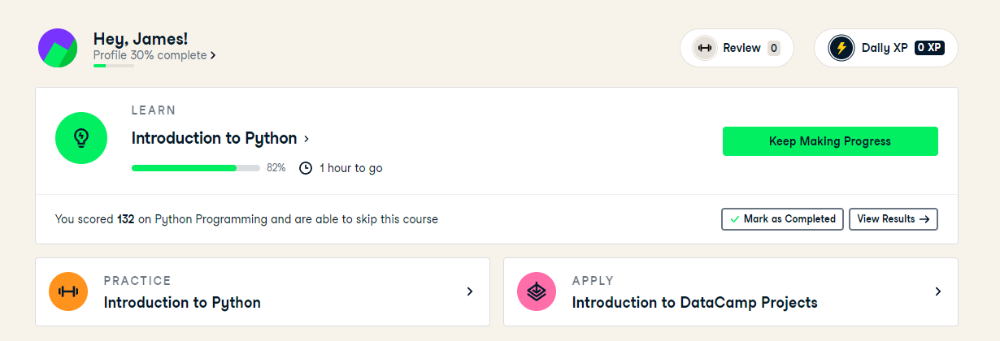 Hey, James!
Profile 30% complete
Review 0
Daily XP 0 XP
LEARN
Introduction to Python
82% 1 hour to go
Keep Making Progress
You scored 132 on Python Programming and are able to skip this course
Mark as Completed
View Results
PRACTICE
Introduction to Python
APPLY
Introduction to DataCamp Projects